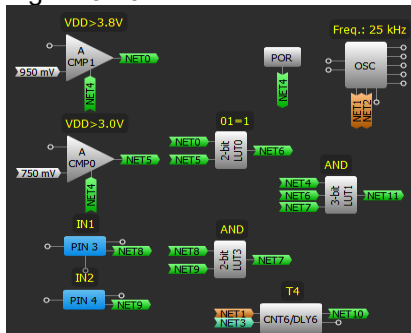 VDD>3.8V
A
CMP1
950 mV
NET0
NET4
POR
NET4
Freq.: 25 kHz
OSC
NET1
NET2
VDD>3.0V
A
CMP0
750 mV
NET5
NET4
01=1
NET0
NET5
2-bit
LUT0
NET6
AND
NET4
NET6
NET7
3-bit
LUT1
NET11
IN1
PIN 3
NET8
IN2
PIN 4
NET9
AND
NET8
NET9
2-bit
LUT3
NET7
T4
NET1
NET3
CNT6/DLY6
NET10